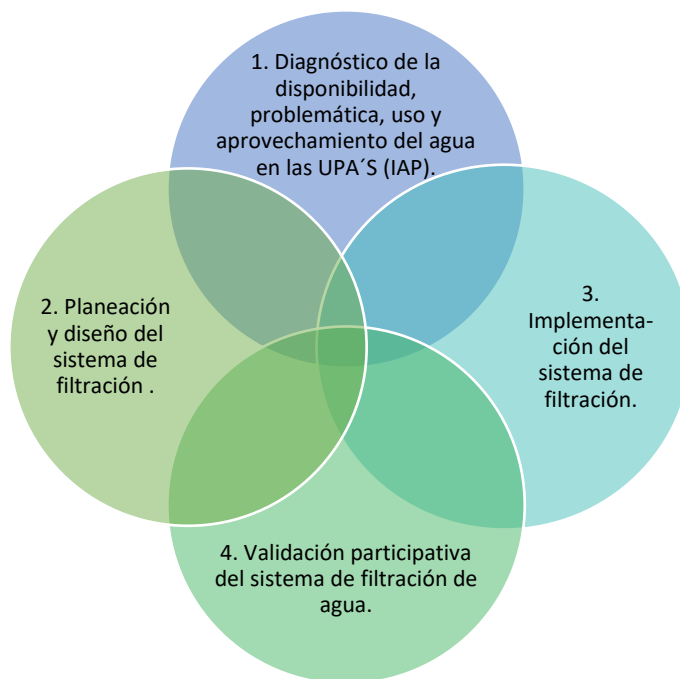 1. Diagnóstico de la
disponibilidad,
problemática, uso y
aprovechamiento del agua
en las UPA´S (IAP).
2. Planeación
y diseño del
sistema de
filtración .
3.
Implementa-
ción del
sistema de
filtración.
4. Validación participativa
del sistema de filtración de
agua.